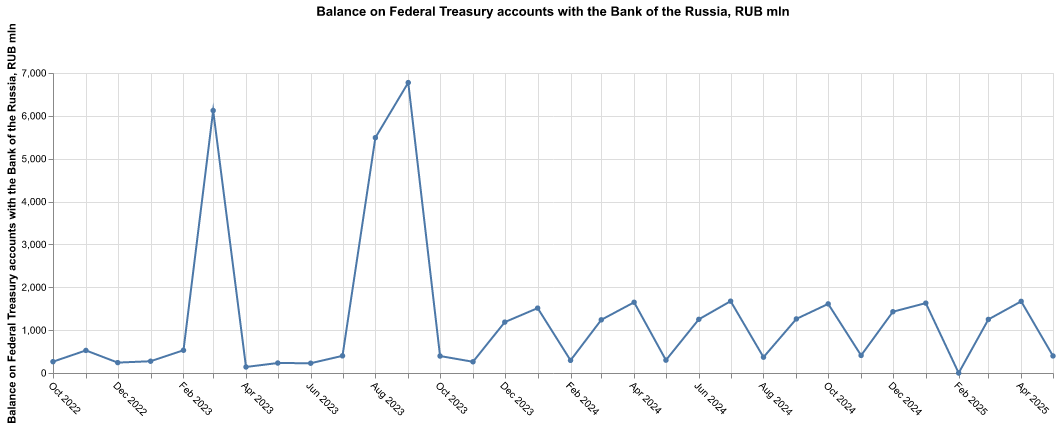 Balance on Federal Treasury accounts with the Bank of the Russia, RUB mln
Balance on Federal Treasury accounts with the Bank of the Russia, RUB mln
7,000
6,000
5,000
4,000
3,000
2,000
1,000
0
Oct 2022
Dec 2022
Feb 2023
Apr 2023
Jun 2023
Aug 2023
Oct 2023
Dec 2023
Feb 2024
Apr 2024
Jun 2024
Aug 2024
Oct 2024
Dec 2024
Feb 2025
Apr 2025